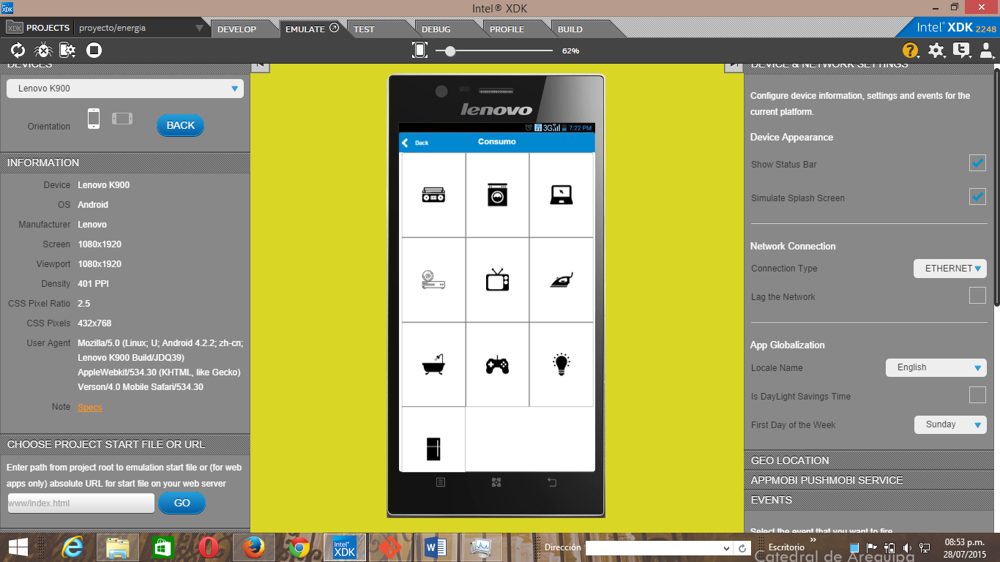 Intel® XDK
XDK PROJECTS proyecto/energia DEVELOP EMULATE TEST DEBUG PROFILE BUILD Intel® XDK 2248
62%
DEVICES
Lenovo K900
Orientation BACK
INFORMATION
Device Lenovo K900
OS Android
Manufacturer Lenovo
Screen 1080x1920
Viewport 1080x1920
Density 401 PPI
CSS Pixel Ratio 2.5
CSS Pixels 432x768
User Agent Mozilla/5.0 (Linux; U; Android 4.2.2; zh-cn;
Lenovo K900 Build/JDQ39)
AppleWebkit/534.30 (KHTML, like Gecko)
Verson/4.0 Mobile Safari/534.30
Note Specs
CHOOSE PROJECT START FILE OR URL
Enter path from project root to emulation start file or (for web
apps only) absolute URL for start file on your web server
www/index.html GO
lenovo
3G 7:22 PM
Back Consumo
DEVICE & NETWORK SETTINGS
Configure device information, settings and events for the
current platform.
Device Appearance
Show Status Bar
Simulate Splash Screen
Network Connection
Connection Type ETHERNET
Lag the Network
App Globalization
Locale Name English
Is DayLight Savings Time
First Day of the Week Sunday
GEO LOCATION
APPMOBI PUSHMOBI SERVICE
EVENTS
Select the event that you want to fire
Intel® XDK
Dirección
Escritorio »
08:53 p.m.
28/07/2015
Catedral de Arequipa